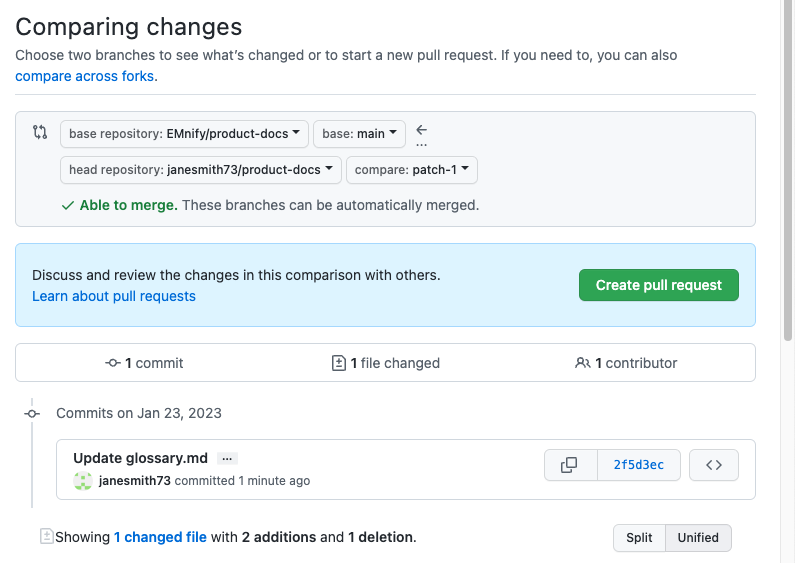 Comparing changes
Choose two branches to see what's changed or to start a new pull request. If you need to, you can also
compare across forks.
base repository: EMnify/product-docs base: main
...
head repository: janesmith73/product-docs compare: patch-1
Able to merge. These branches can be automatically merged.
Discuss and review the changes in this comparison with others.
Learn about pull requests
Create pull request
1 commit 1 file changed 1 contributor
Commits on Jan 23, 2023
Update glossary.md ...
janesmith73 committed 1 minute ago
2f5d3ec
Showing 1 changed file with 2 additions and 1 deletion.
Split Unified